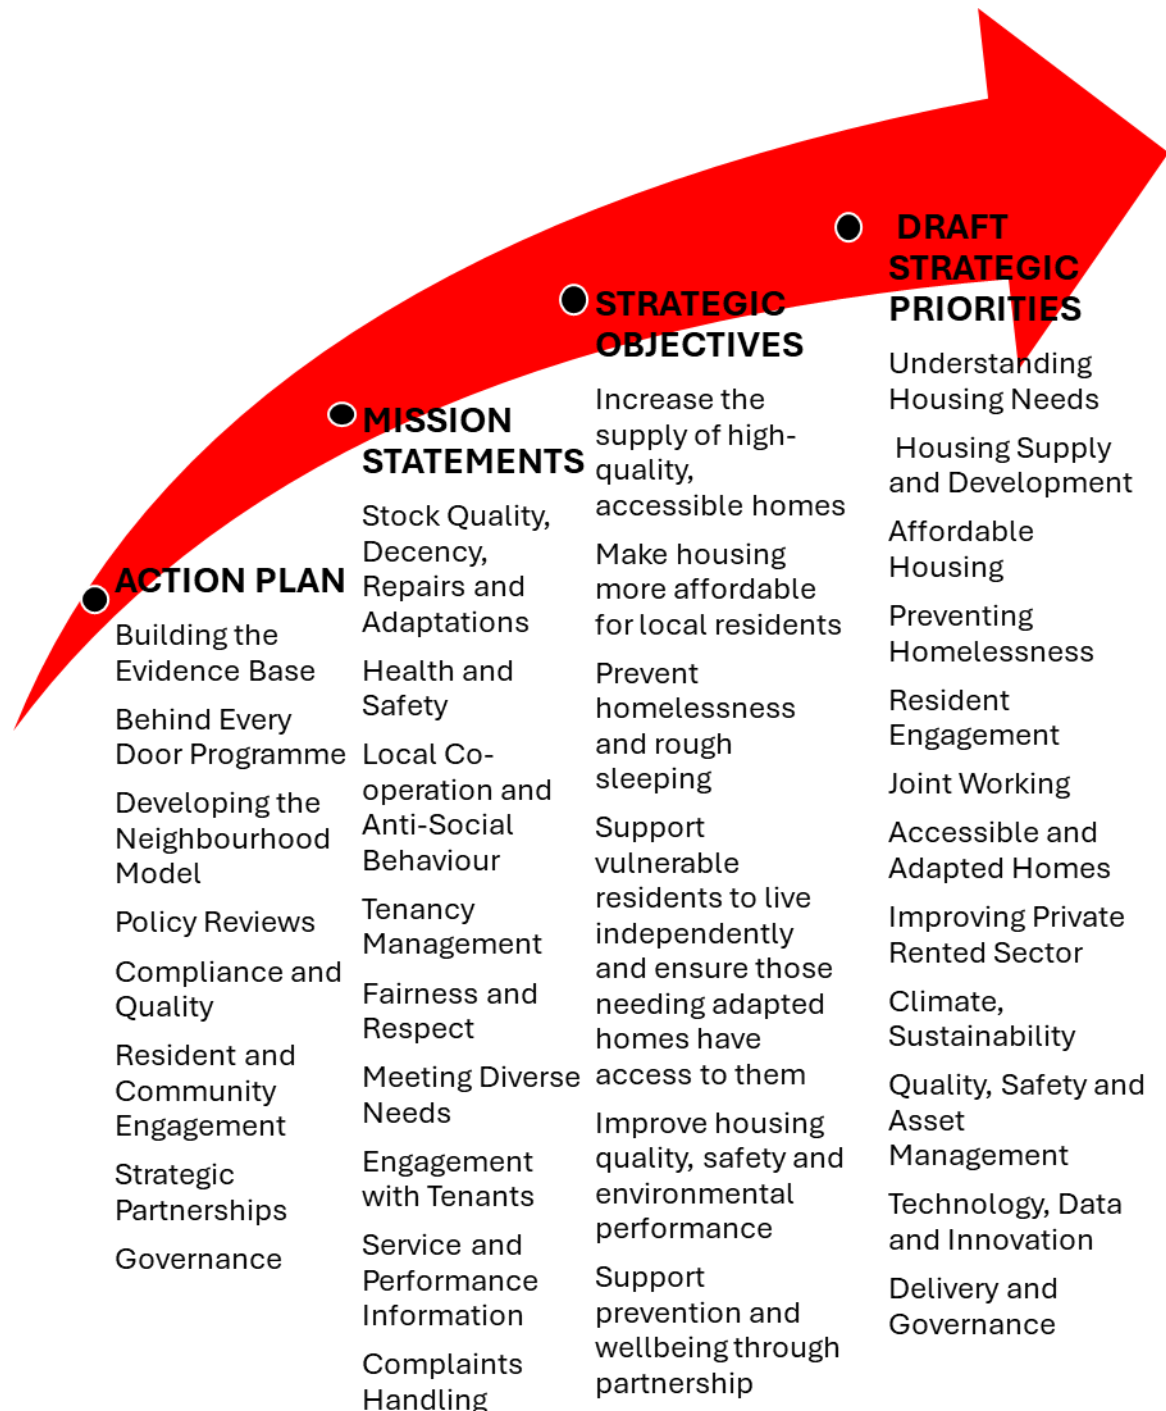 ACTION PLAN
Building the
Evidence Base
Behind Every
Door Programme
Developing the
Neighbourhood
Model
Policy Reviews
Compliance and
Quality
Resident and
Community
Engagement
Strategic
Partnerships
Governance
MISSION
STATEMENTS
Stock Quality,
Decency,
Repairs and
Adaptations
Health and
Safety
Local Co-
operation and
Anti-Social
Behaviour
Tenancy
Management
Fairness and
Respect
Meeting Diverse
Needs
Engagement
with Tenants
Service and
Performance
Information
Complaints
Handling
STRATEGIC
OBJECTIVES
Increase the
supply of high-
quality,
accessible homes
Make housing
more affordable
for local residents
Prevent
homelessness
and rough
sleeping
Support
vulnerable
residents to live
independently
and ensure those
needing adapted
homes have
access to them
Improve housing
quality, safety and
environmental
performance
Support
prevention and
wellbeing through
partnership
DRAFT
STRATEGIC
PRIORITIES
Understanding
Housing Needs
Housing Supply
and Development
Affordable
Housing
Preventing
Homelessness
Resident
Engagement
Joint Working
Accessible and
Adapted Homes
Improving Private
Rented Sector
Climate,
Sustainability
Quality, Safety and
Asset
Management
Technology, Data
and Innovation
Delivery and
Governance